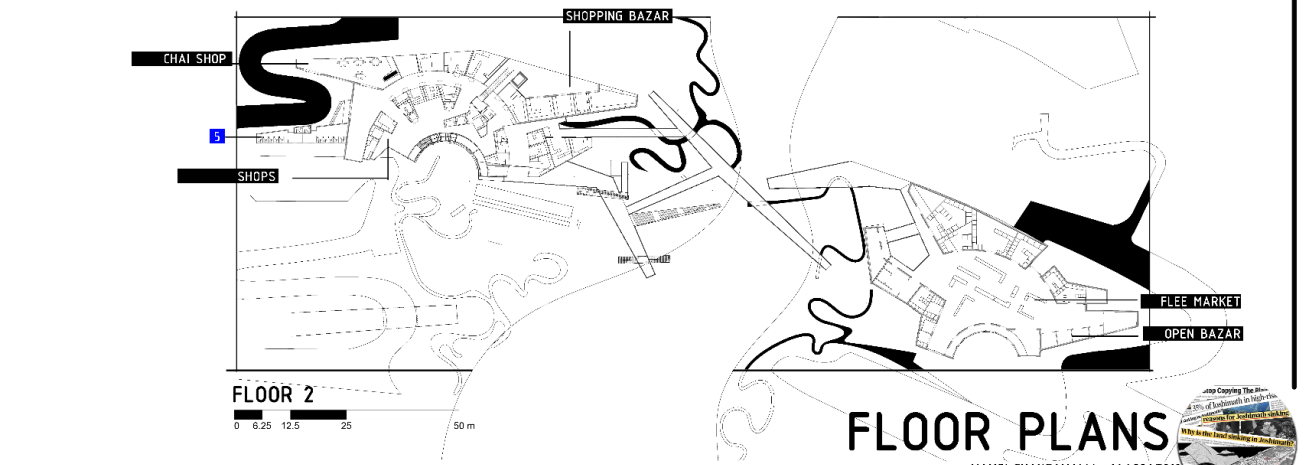 SHOPPING BAZAR
CHAI SHOP
5
SHOPS
FLEE MARKET
OPEN BAZAR
FLOOR 2
0 6.25 12.5 25 50 m
FLOOR PLANS
top Copying The
35% of Joshimath in high-ris
reasons for Joshimath sinking
Why is the land sinking in Joshimath?